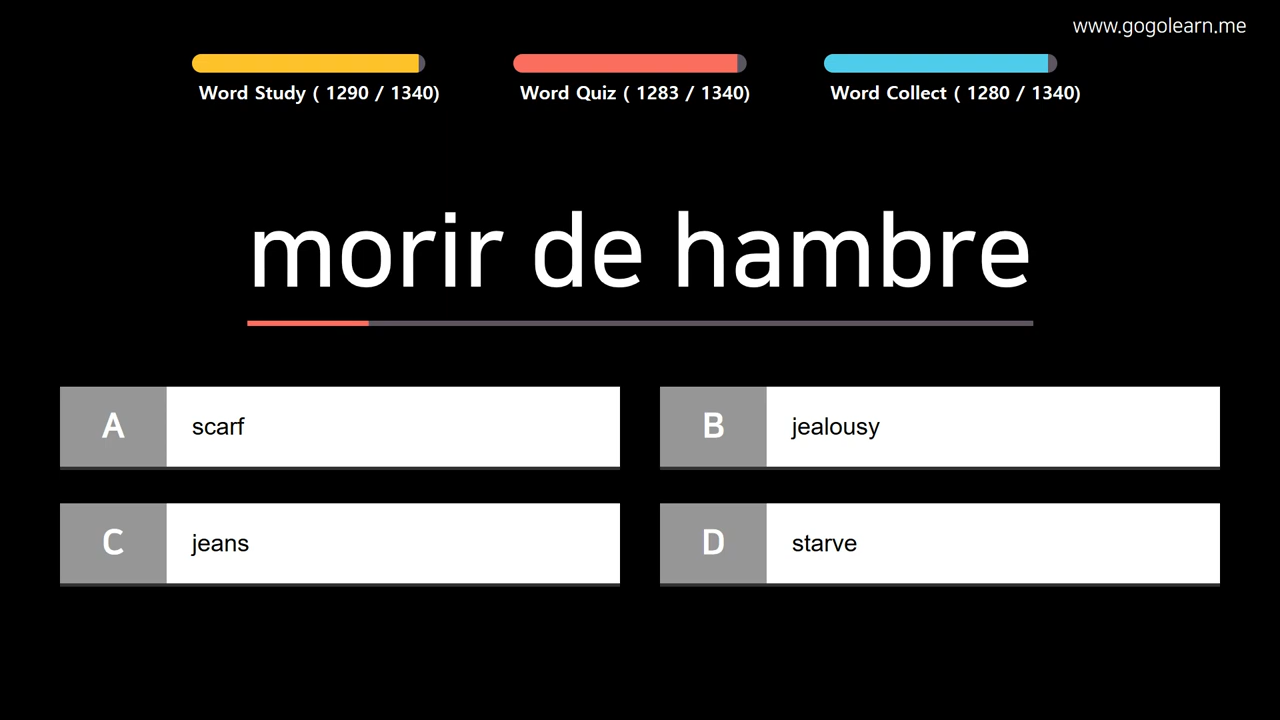 www.gogolearn.me
Word Study ( 1290 / 1340)
Word Quiz ( 1283 / 1340)
Word Collect ( 1280 / 1340)
morir de hambre
A scarf
B jealousy
C jeans
D starve